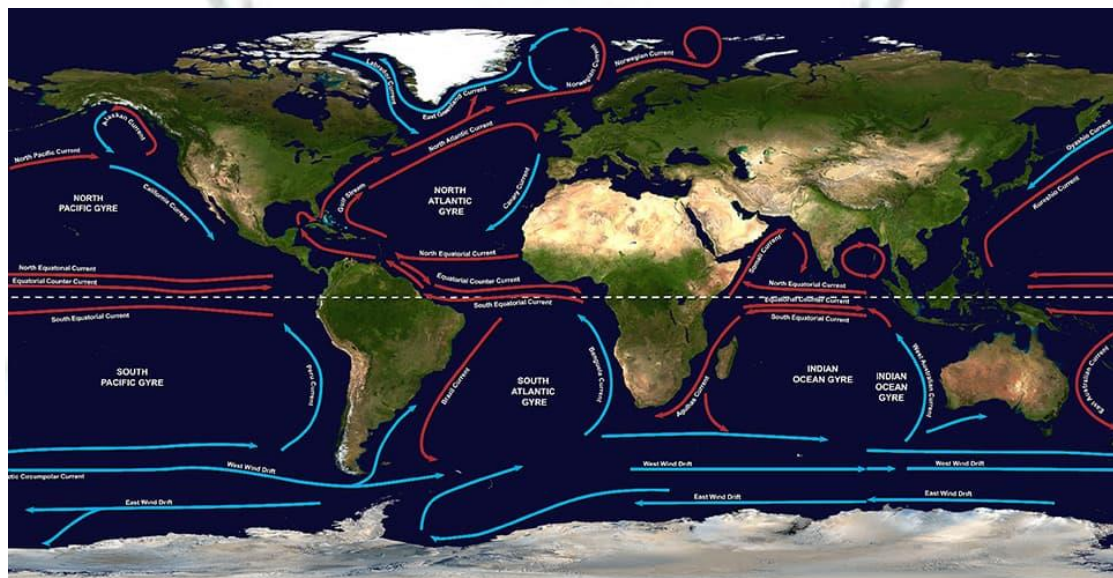 Labrador Current
East Greenland Current
Norwegian Current
Norwegian Current
Alaskan Current
North Pacific Current
California Current
NORTH
PACIFIC GYRE
Gulf Stream
North Atlantic Current
NORTH
ATLANTIC
GYRE
Canary Current
Oyashio Current
Kuroshio Current
North Equatorial Current
Equatorial Counter Current
South Equatorial Current
North Equatorial Current
Equatorial Counter Current
South Equatorial Current
Somali Current
North Equatorial Current
Equatorial Counter Current
South Equatorial Current
SOUTH
PACIFIC GYRE
Peru Current
Brazil Current
SOUTH
ATLANTIC
GYRE
Benguela Current
Agulhas Current
INDIAN
OCEAN GYRE
INDIAN
OCEAN
GYRE
West Australian Current
East Australian Current
tic Circumpolar Current
West Wind Drift
West Wind Drift
West Wind Drift
East Wind Drift
East Wind Drift
East Wind Drift